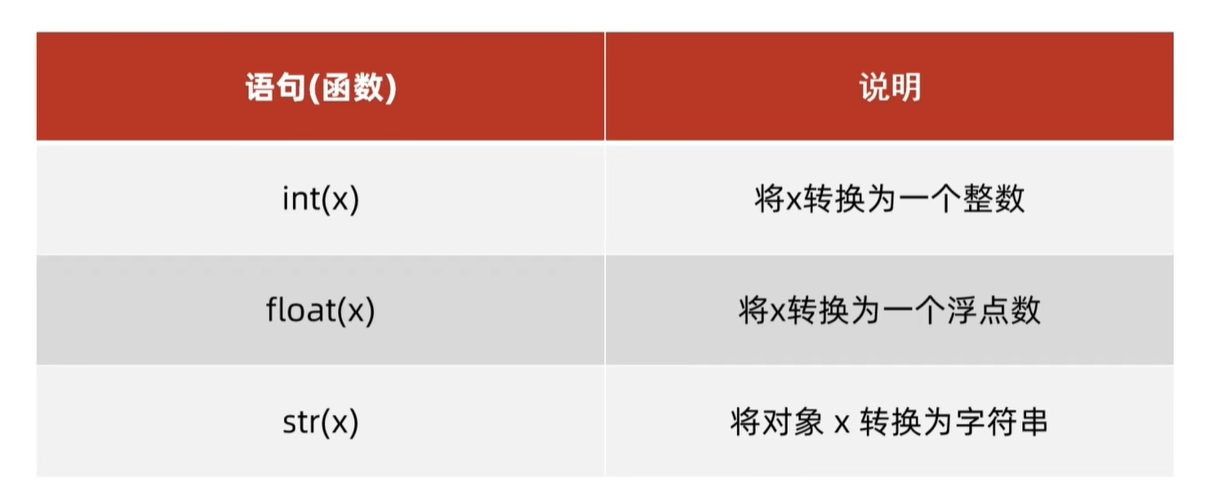 语句(函数)
说明
int(x)
将x转换为一个整数
float(x)
将x转换为一个浮点数
str(x)
将对象 x 转换为字符串